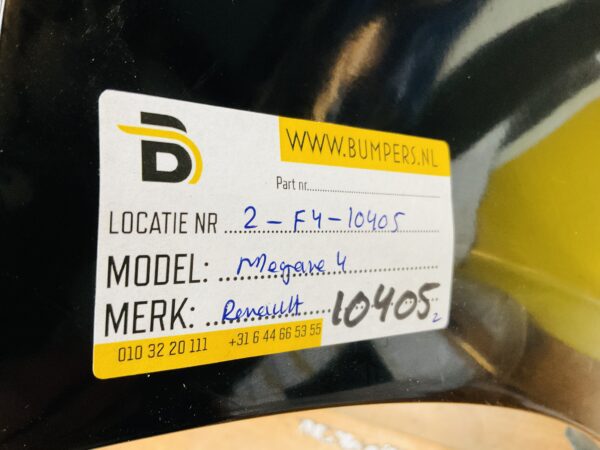 B
WWW.BUMPERS.NL
Part nr.
LOCATIE NR 2-F4-10405
MODEL: Megane 4
MERK: Renault
10405 2
010 32 20 111 +31 6 44 66 53 55